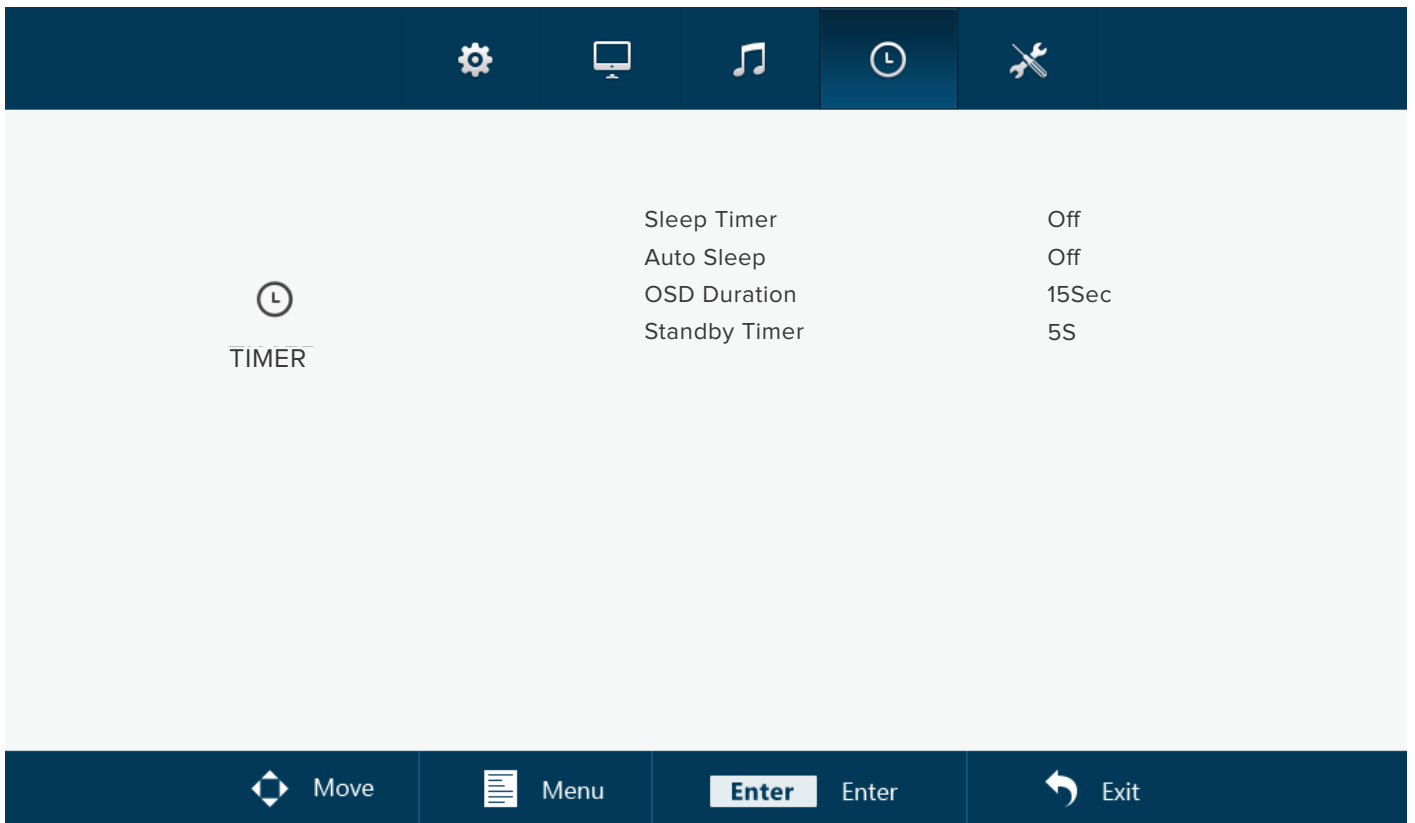 Sleep Timer Off
Auto Sleep Off
OSD Duration 15Sec
Standby Timer 5S
TIMER
Move Menu Enter Enter Exit